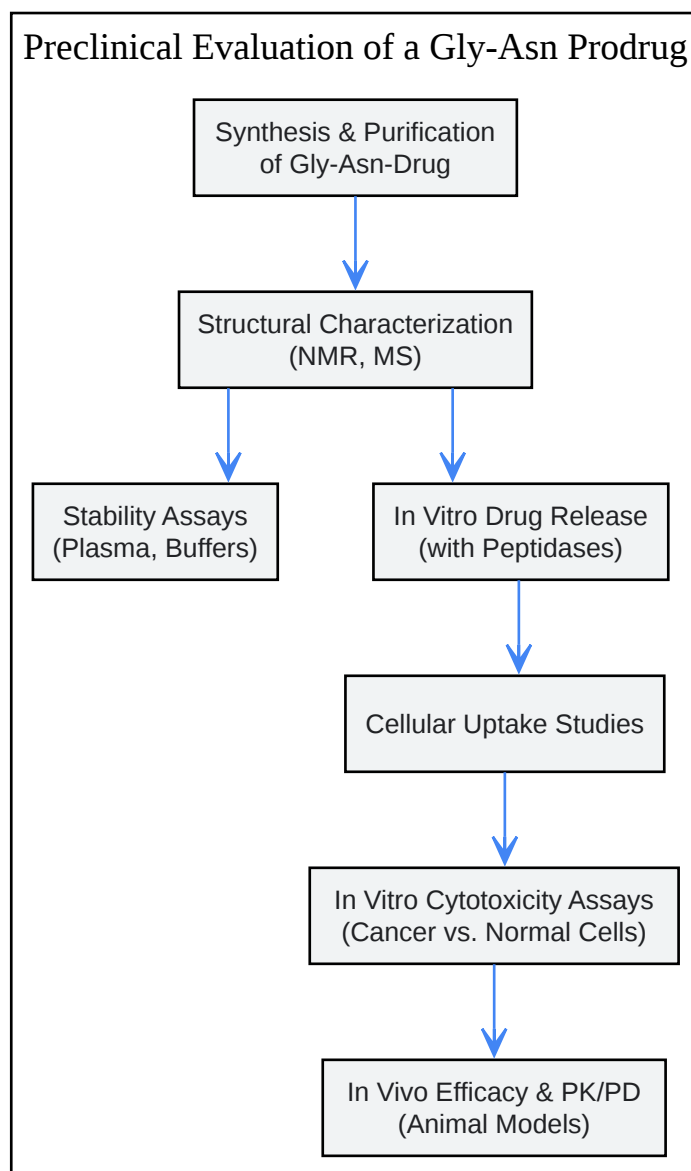 Preclinical Evaluation of a Gly-Asn Prodrug
Synthesis & Purification
of Gly-Asn-Drug
Structural Characterization
(NMR, MS)
Stability Assays
(Plasma, Buffers)
In Vitro Drug Release
(with Peptidases)
Cellular Uptake Studies
In Vitro Cytotoxicity Assays
(Cancer vs. Normal Cells)
In Vivo Efficacy & PK/PD
(Animal Models)